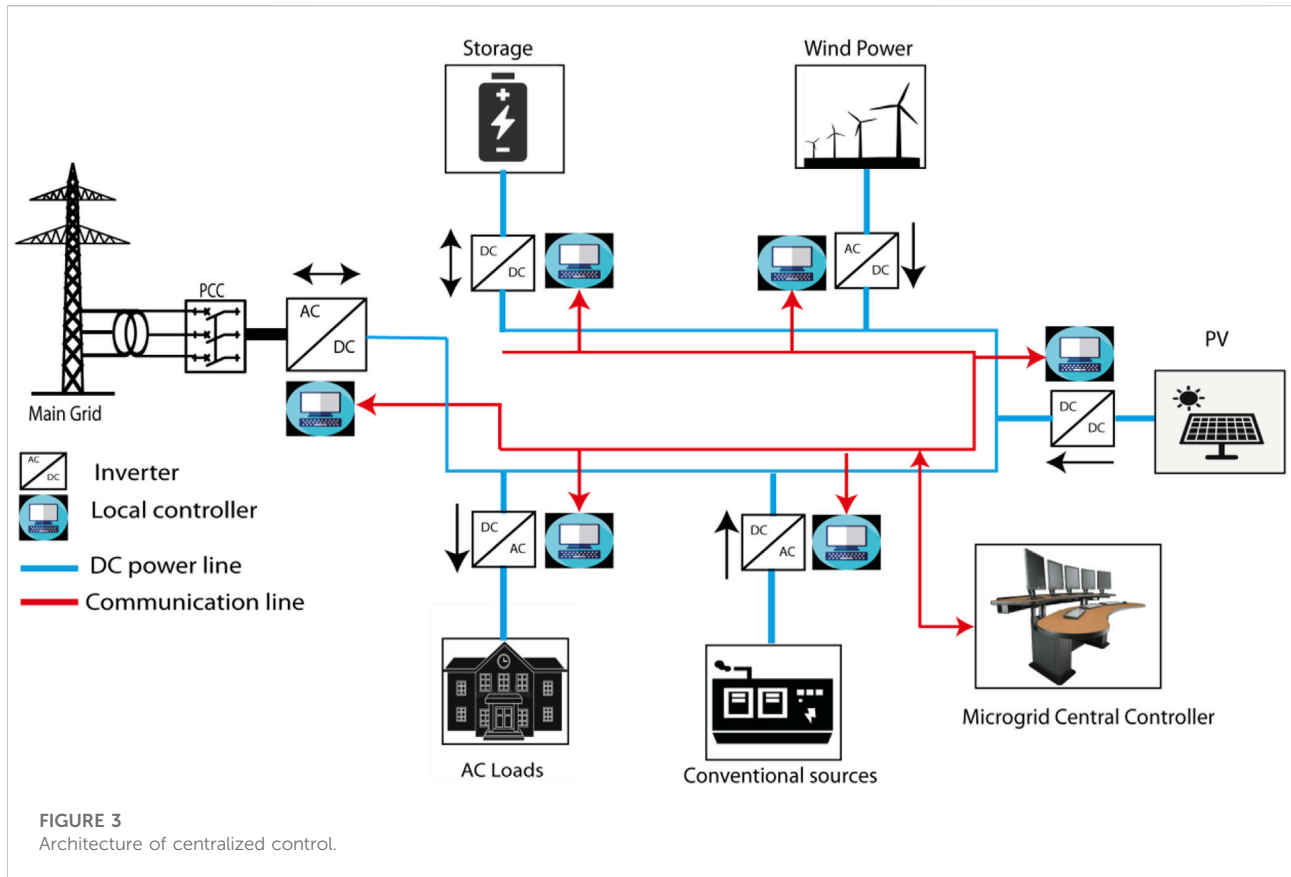 Storage
Wind Power
DC
DC
AC
DC
PCC
AC
DC
PV
DC
DC
Main Grid
AC
DC
Inverter
Local controller
DC power line
Communication line
DC
AC
DC
AC
Microgrid Central Controller
AC Loads
Conventional sources
FIGURE 3
Architecture of centralized control.